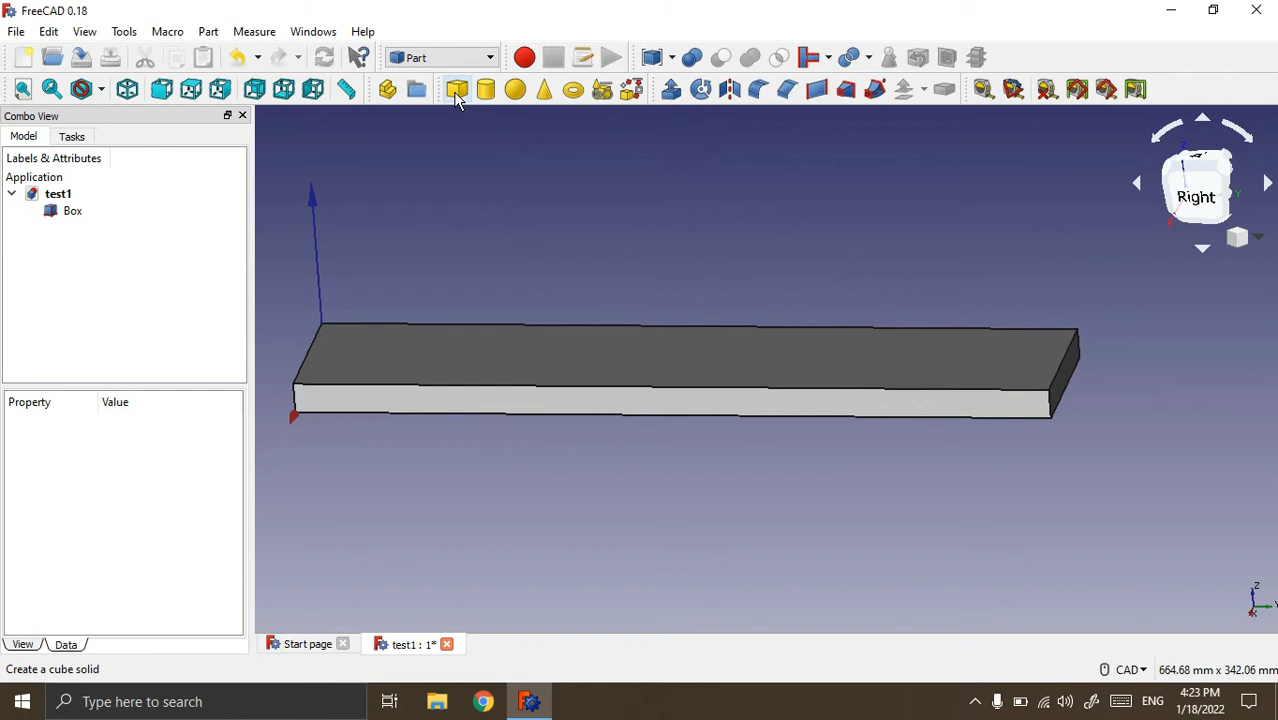 FreeCAD 0.18
File Edit View Tools Macro Part Measure Windows Help
Part
Combo View
Model Tasks
Labels & Attributes
Application
test1
Box
Property Value
Right
Z
Y
View Data
Start page test1 : 1*
Z
Create a cube solid CAD 664.68 mm x 342.06 mm
Type here to search ENG 4:23 PM
1/18/2022